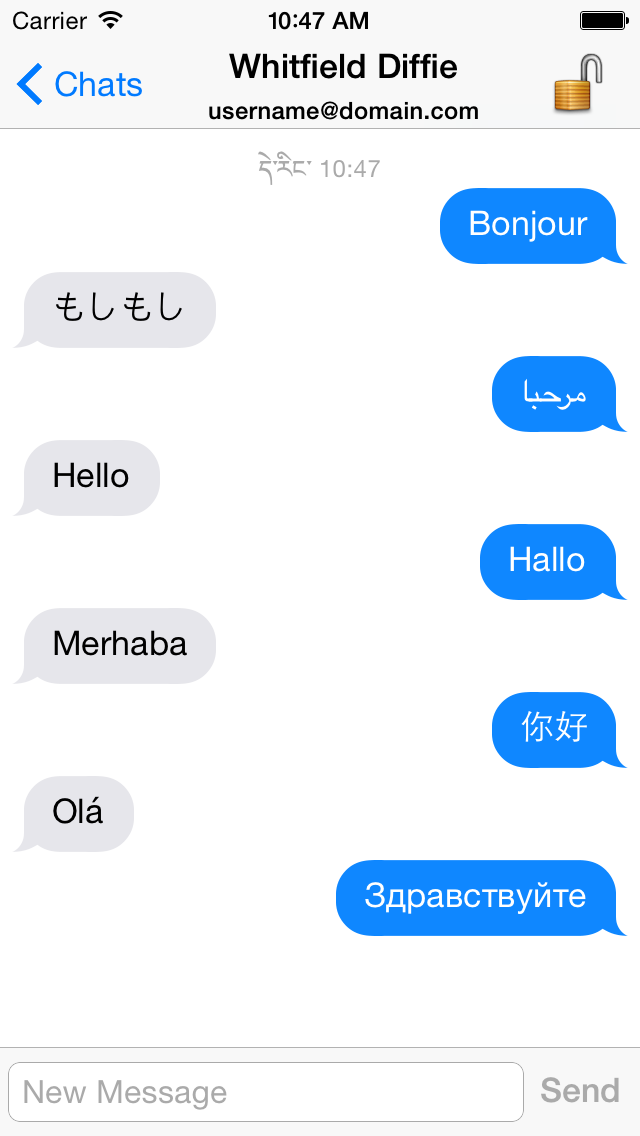 Carrier 10:47 AM
Chats
Whitfield Diffie
username@domain.com
དེ་རིང་ 10:47
Bonjour
もしもし
مرحبا
Hello
Hallo
Merhaba
你好
Olá
Здравствуйте
New Message Send